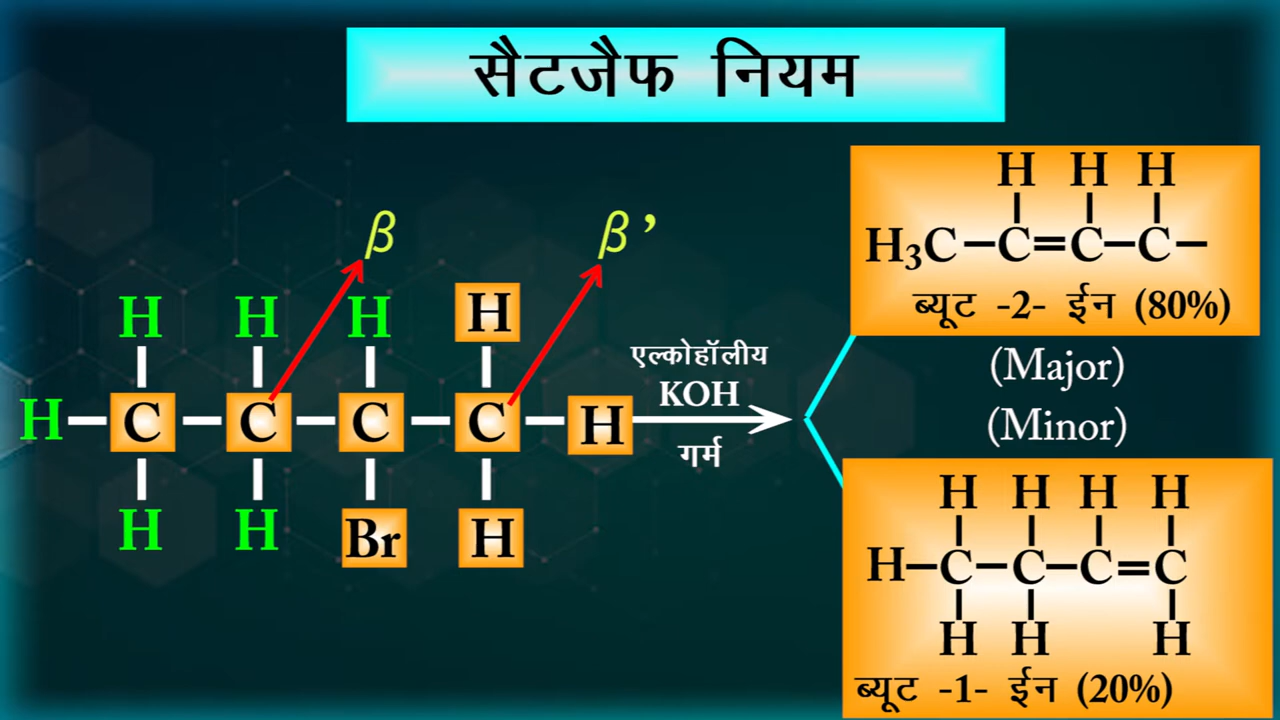 सैटजैफ नियम
β β’
H H H H
H–C–C–C–C–H
H H Br H
एल्कोहॉलीय
KOH
गर्म
H H H
H₃C–C=C–C–
ब्यूट -2- ईन (80%)
(Major)
(Minor)
H H H H
H–C–C–C=C
H H H
ब्यूट -1- ईन (20%)